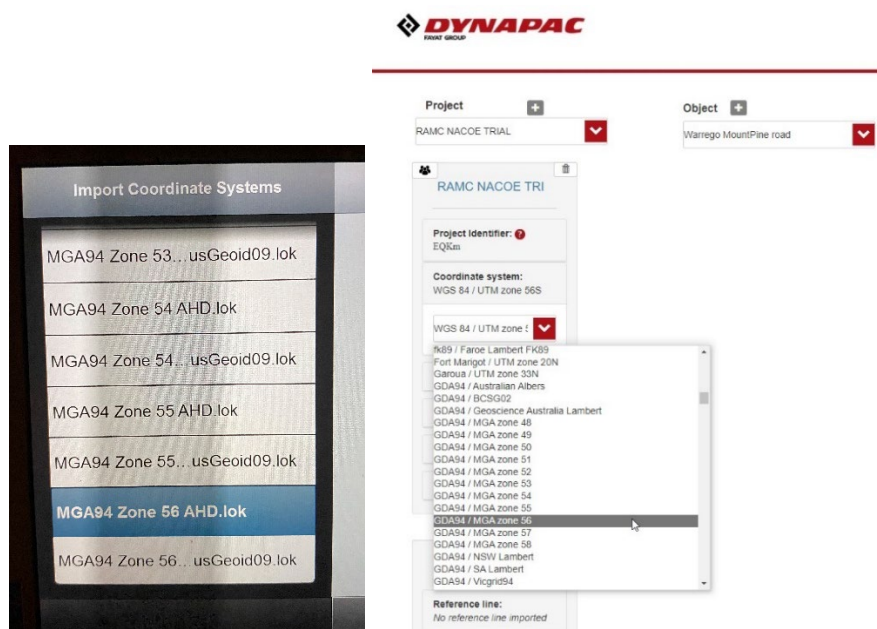 Import Coordinate Systems
MGA94 Zone 53...usGeoid09.lok
MGA94 Zone 54 AHD.lok
MGA94 Zone 54...usGeoid09.lok
MGA94 Zone 55 AHD.lok
MGA94 Zone 55...usGeoid09.lok
MGA94 Zone 56 AHD.lok
MGA94 Zone 56...usGeoid09.lok
DYNAPAC
FAYAT GROUP
Project
Object
RAMC NACOE TRIAL
Warrego MountPine road
RAMC NACOE TRI
Project Identifier:
EQKm
Coordinate system:
WGS 84 / UTM zone 56S
WGS 84 / UTM zone 5
fk89 / Faroe Lambert FK89
Fort Marigot / UTM zone 20N
Garoua / UTM zone 33N
GDA94 / Australian Albers
GDA94 / BCSG02
GDA94 / Geoscience Australia Lambert
GDA94 / MGA zone 48
GDA94 / MGA zone 49
GDA94 / MGA zone 50
GDA94 / MGA zone 51
GDA94 / MGA zone 52
GDA94 / MGA zone 53
GDA94 / MGA zone 54
GDA94 / MGA zone 55
GDA94 / MGA zone 56
GDA94 / MGA zone 57
GDA94 / MGA zone 58
GDA94 / NSW Lambert
GDA94 / SA Lambert
GDA94 / Vicgrid94
Reference line:
No reference line imported